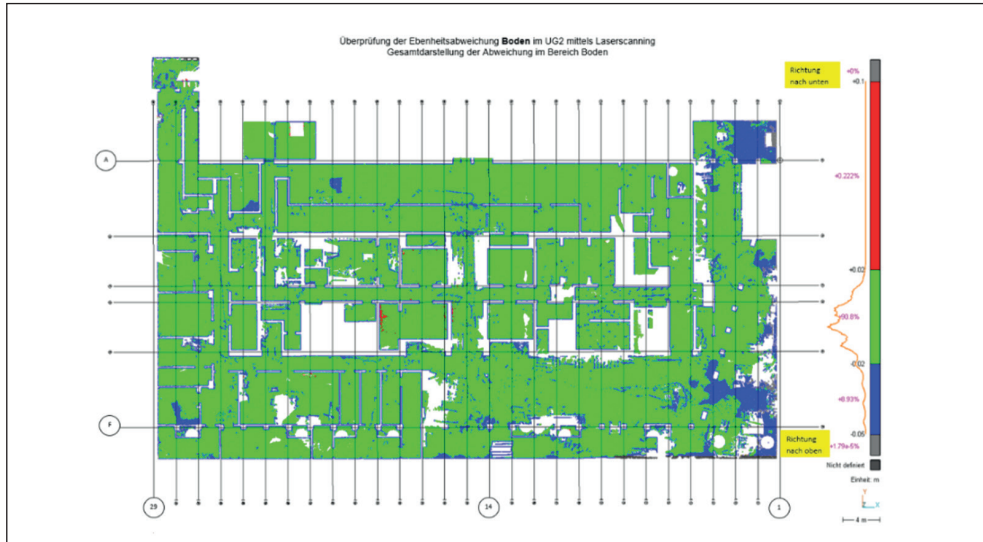 Überprüfung der Ebenheitsabweichung Boden im UG2 mittels Laserscanning
Gesamtdarstellung der Abweichung im Bereich Boden
Richtung
nach unten
+0%
+0.1
+0.222%
+0.02
+90.8%
-0.02
+8.93%
-0.05
+1.79e-5%
Richtung
nach oben
Nicht definiert
Einheit: m
Y
Z X
4 m
A
F
29
14
1